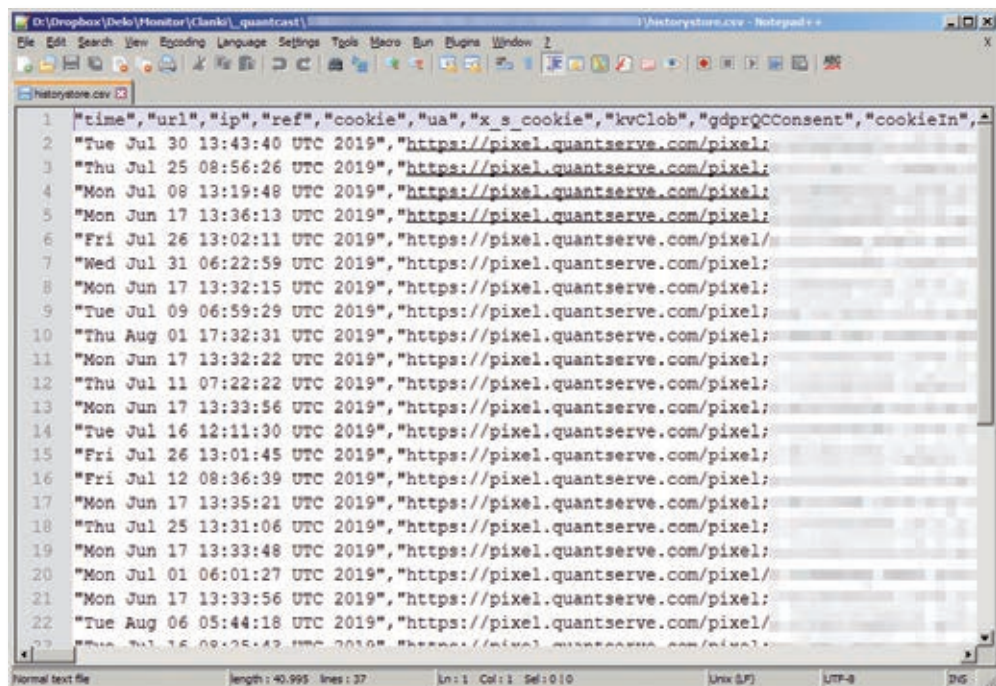 D:\Dropbox\Delo\Monitor\Clanki\_quantcast\ )\historystore.csv - Notepad++
File Edit Search View Encoding Language Settings Tools Macro Run Plugins Window ? X
historystore.csv
1 "time","url","ip","ref","cookie","ua","x_s_cookie","kvClob","gdprQCConsent","cookieIn",
2 "Tue Jul 30 13:43:40 UTC 2019","https://pixel.quantserve.com/pixel;
3 "Thu Jul 25 08:56:26 UTC 2019","https://pixel.quantserve.com/pixel;
4 "Mon Jul 08 13:19:48 UTC 2019","https://pixel.quantserve.com/pixel;
5 "Mon Jun 17 13:36:13 UTC 2019","https://pixel.quantserve.com/pixel;
6 "Fri Jul 26 13:02:11 UTC 2019","https://pixel.quantserve.com/pixel/
7 "Wed Jul 31 06:22:59 UTC 2019","https://pixel.quantserve.com/pixel;
8 "Mon Jun 17 13:32:15 UTC 2019","https://pixel.quantserve.com/pixel;
9 "Tue Jul 09 06:59:29 UTC 2019","https://pixel.quantserve.com/pixel;
10 "Thu Aug 01 17:32:31 UTC 2019","https://pixel.quantserve.com/pixel;
11 "Mon Jun 17 13:32:22 UTC 2019","https://pixel.quantserve.com/pixel;
12 "Thu Jul 11 07:22:22 UTC 2019","https://pixel.quantserve.com/pixel;
13 "Mon Jun 17 13:33:56 UTC 2019","https://pixel.quantserve.com/pixel;
14 "Tue Jul 16 12:11:30 UTC 2019","https://pixel.quantserve.com/pixel;
15 "Fri Jul 26 13:01:45 UTC 2019","https://pixel.quantserve.com/pixel;
16 "Fri Jul 12 08:36:39 UTC 2019","https://pixel.quantserve.com/pixel;
17 "Mon Jun 17 13:35:21 UTC 2019","https://pixel.quantserve.com/pixel;
18 "Thu Jul 25 13:31:06 UTC 2019","https://pixel.quantserve.com/pixel;
19 "Mon Jun 17 13:33:48 UTC 2019","https://pixel.quantserve.com/pixel;
20 "Mon Jul 01 06:01:27 UTC 2019","https://pixel.quantserve.com/pixel/
21 "Mon Jun 17 13:33:56 UTC 2019","https://pixel.quantserve.com/pixel;
22 "Tue Aug 06 05:44:18 UTC 2019","https://pixel.quantserve.com/pixel/
23 "Tue Jul 16 08:25:43 UTC 2019","https://pixel.quantserve.com/pixel;
Normal text file length : 40.995 lines : 37 Ln : 1 Col : 1 Sel : 0 | 0 Unix (LF) UTF-8 INS